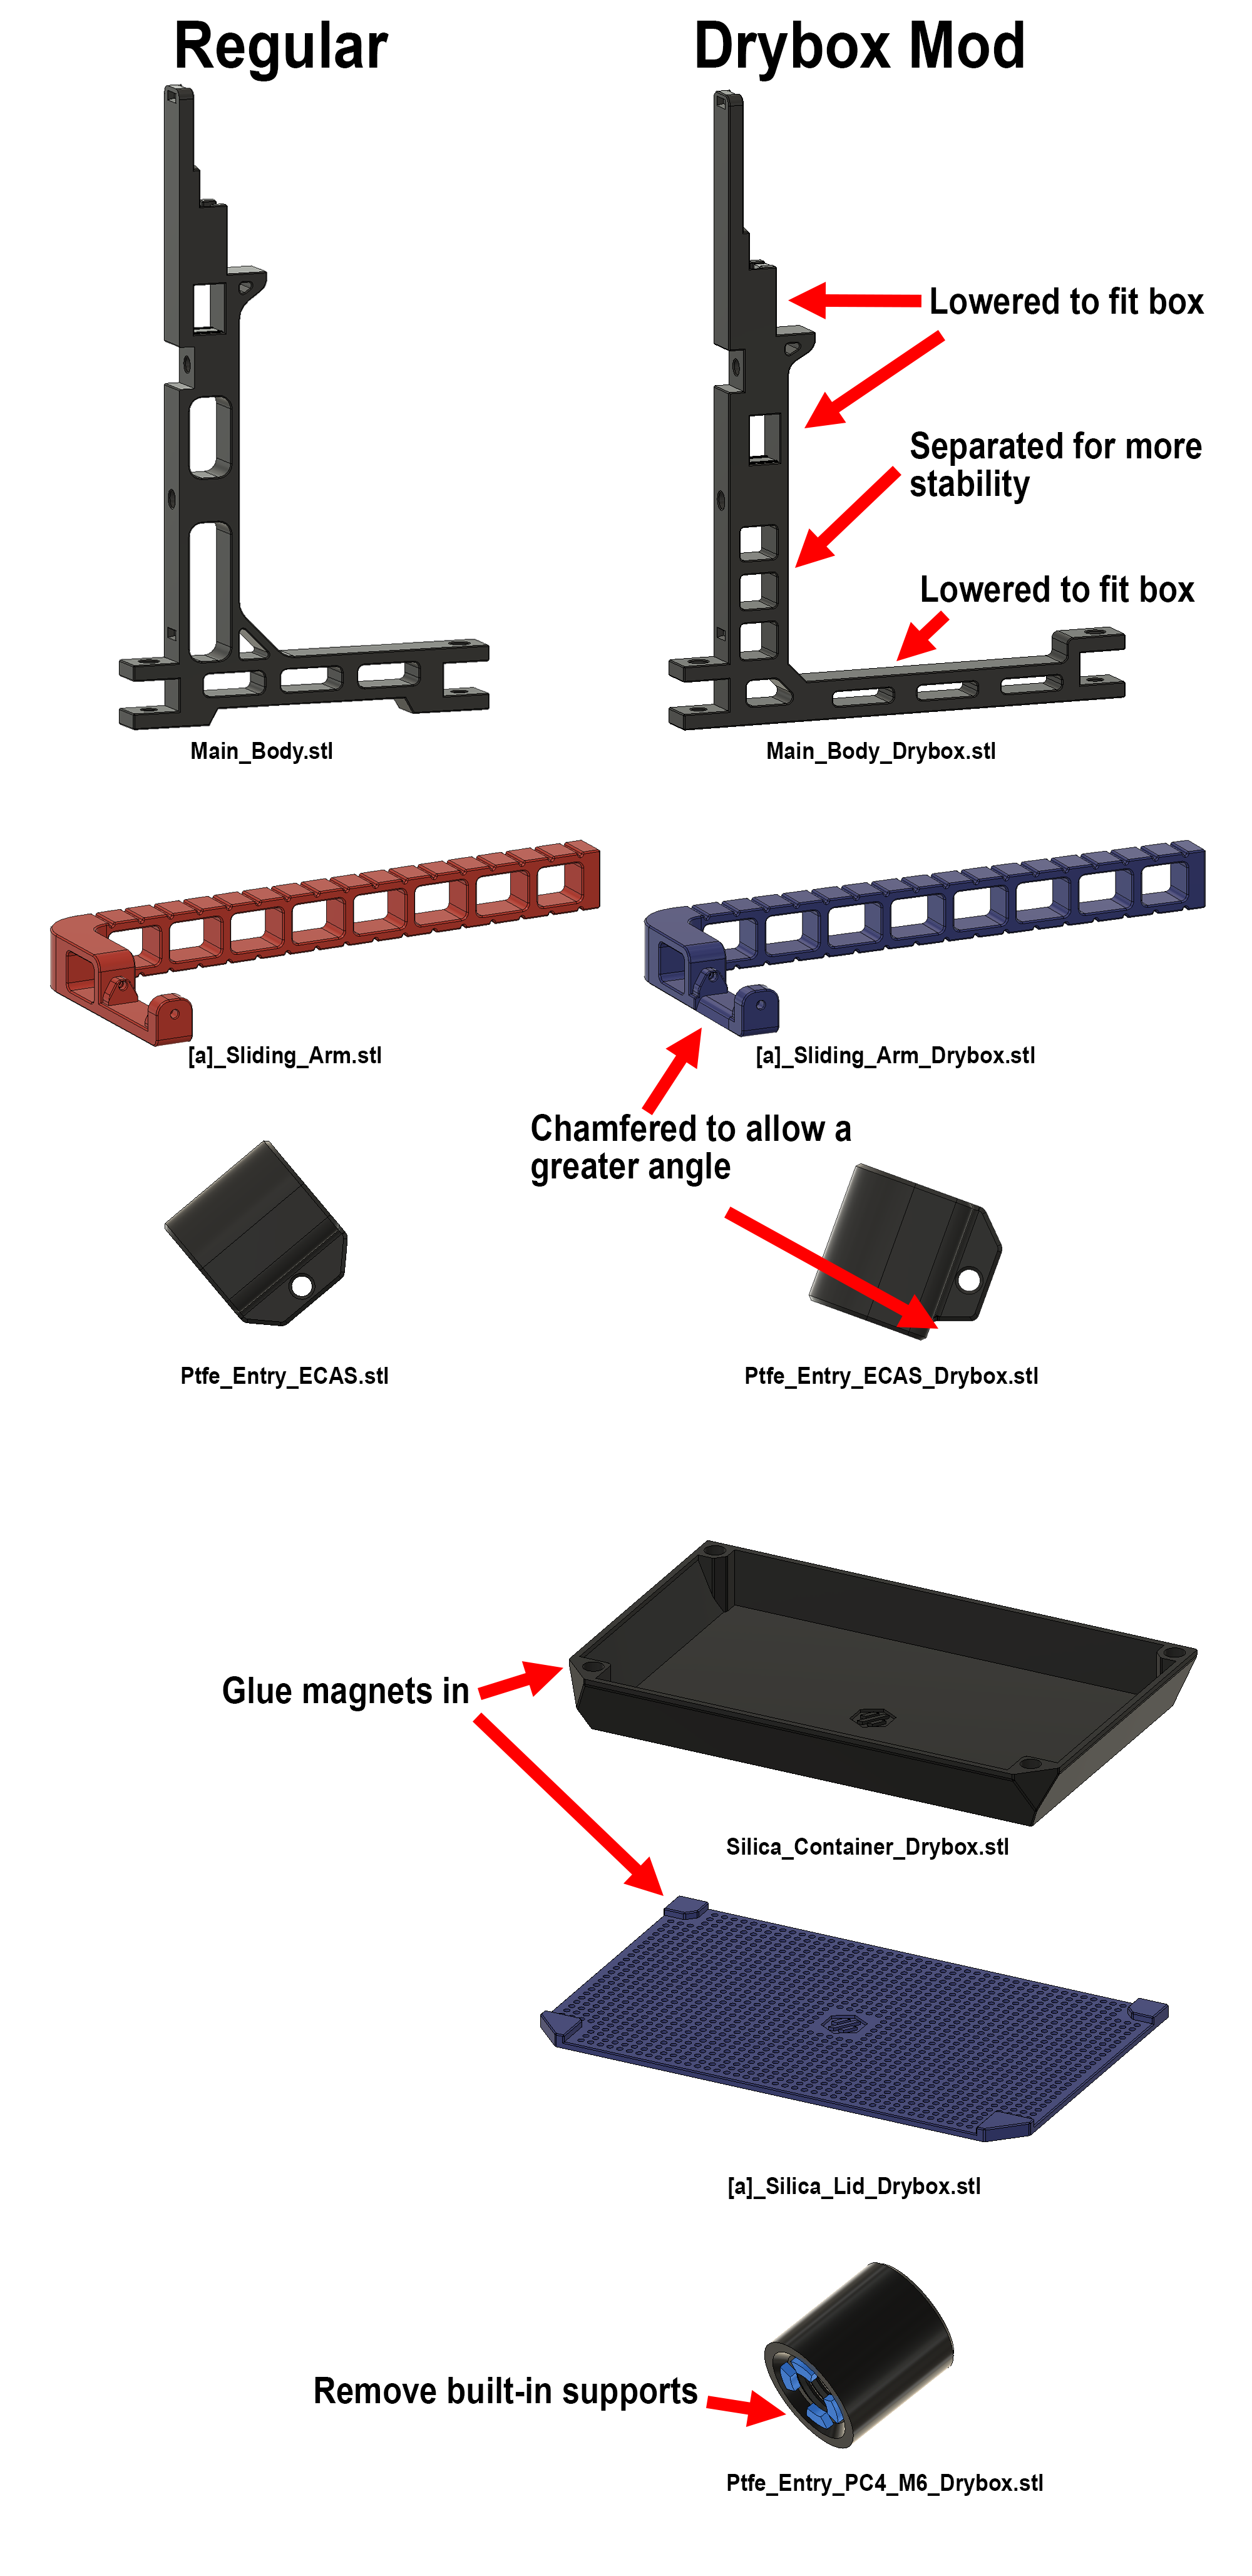 Regular
Drybox Mod
Lowered to fit box
Separated for more
stability
Lowered to fit box
Main_Body.stl
Main_Body_Drybox.stl
[a]_Sliding_Arm.stl
[a]_Sliding_Arm_Drybox.stl
Chamfered to allow a
greater angle
Ptfe_Entry_ECAS.stl
Ptfe_Entry_ECAS_Drybox.stl
Glue magnets in
Silica_Container_Drybox.stl
[a]_Silica_Lid_Drybox.stl
Remove built-in supports
Ptfe_Entry_PC4_M6_Drybox.stl